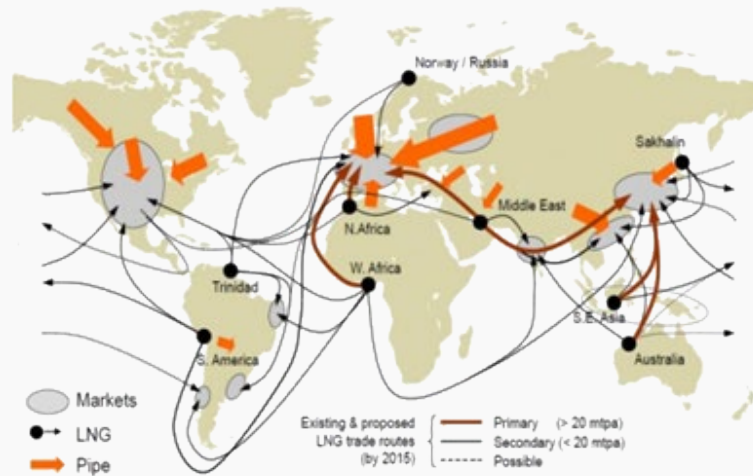 Norway / Russia
Sakhalin
Middle East
N.Africa
W. Africa
Trinidad
S.E. Asia
S. America
Australia
Markets
LNG
Pipe
Existing & proposed
LNG trade routes
(by 2015)
Primary (> 20 mtpa)
Secondary (< 20 mtpa)
Possible